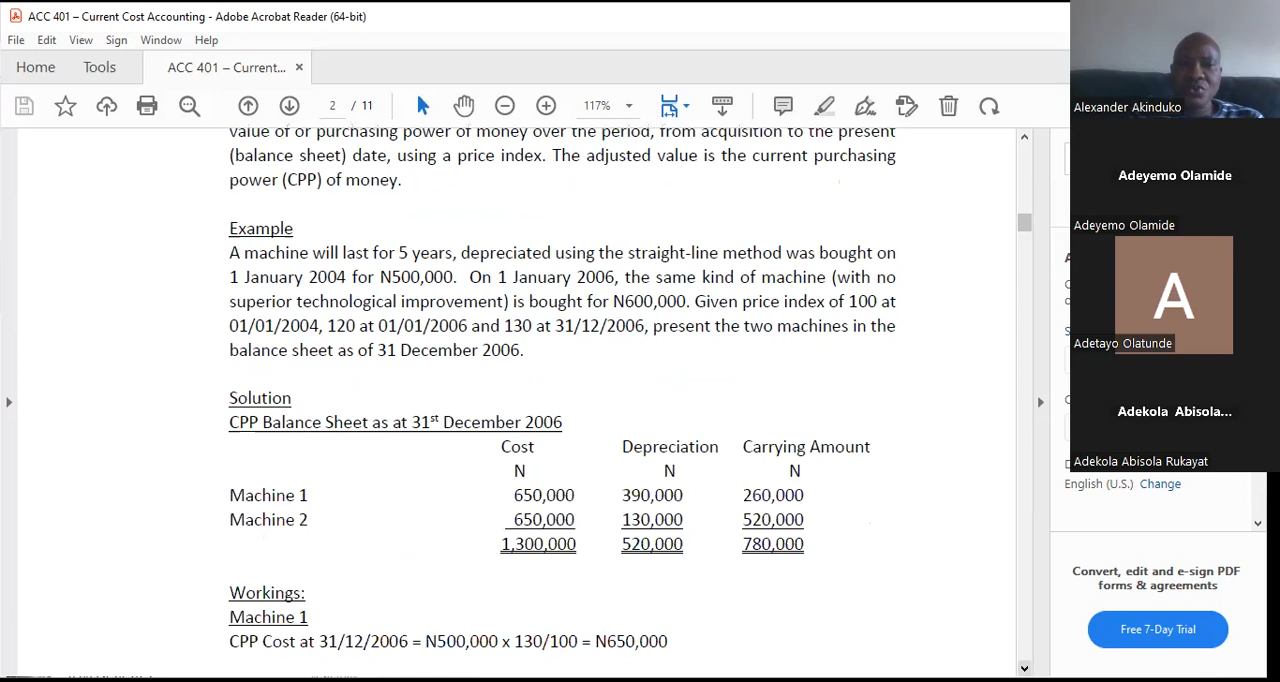 ACC 401 – Current Cost Accounting - Adobe Acrobat Reader (64-bit)
File Edit View Sign Window Help
Home Tools ACC 401 – Current... ×
2 / 11 117%
value of or purchasing power of money over the period, from acquisition to the present
(balance sheet) date, using a price index. The adjusted value is the current purchasing
power (CPP) of money.
Example
A machine will last for 5 years, depreciated using the straight-line method was bought on
1 January 2004 for N500,000. On 1 January 2006, the same kind of machine (with no
superior technological improvement) is bought for N600,000. Given price index of 100 at
01/01/2004, 120 at 01/01/2006 and 130 at 31/12/2006, present the two machines in the
balance sheet as of 31 December 2006.
Solution
CPP Balance Sheet as at 31st December 2006
Cost Depreciation Carrying Amount
N N N
Machine 1 650,000 390,000 260,000
Machine 2 650,000 130,000 520,000
1,300,000 520,000 780,000
Workings:
Machine 1
CPP Cost at 31/12/2006 = N500,000 x 130/100 = N650,000
Alexander Akinduko
Adeyemo Olamide
Adeyemo Olamide
A
Adetayo Olatunde
Adekola Abisola...
Adekola Abisola Rukayat
English (U.S.) Change
Convert, edit and e-sign PDF
forms & agreements
Free 7-Day Trial